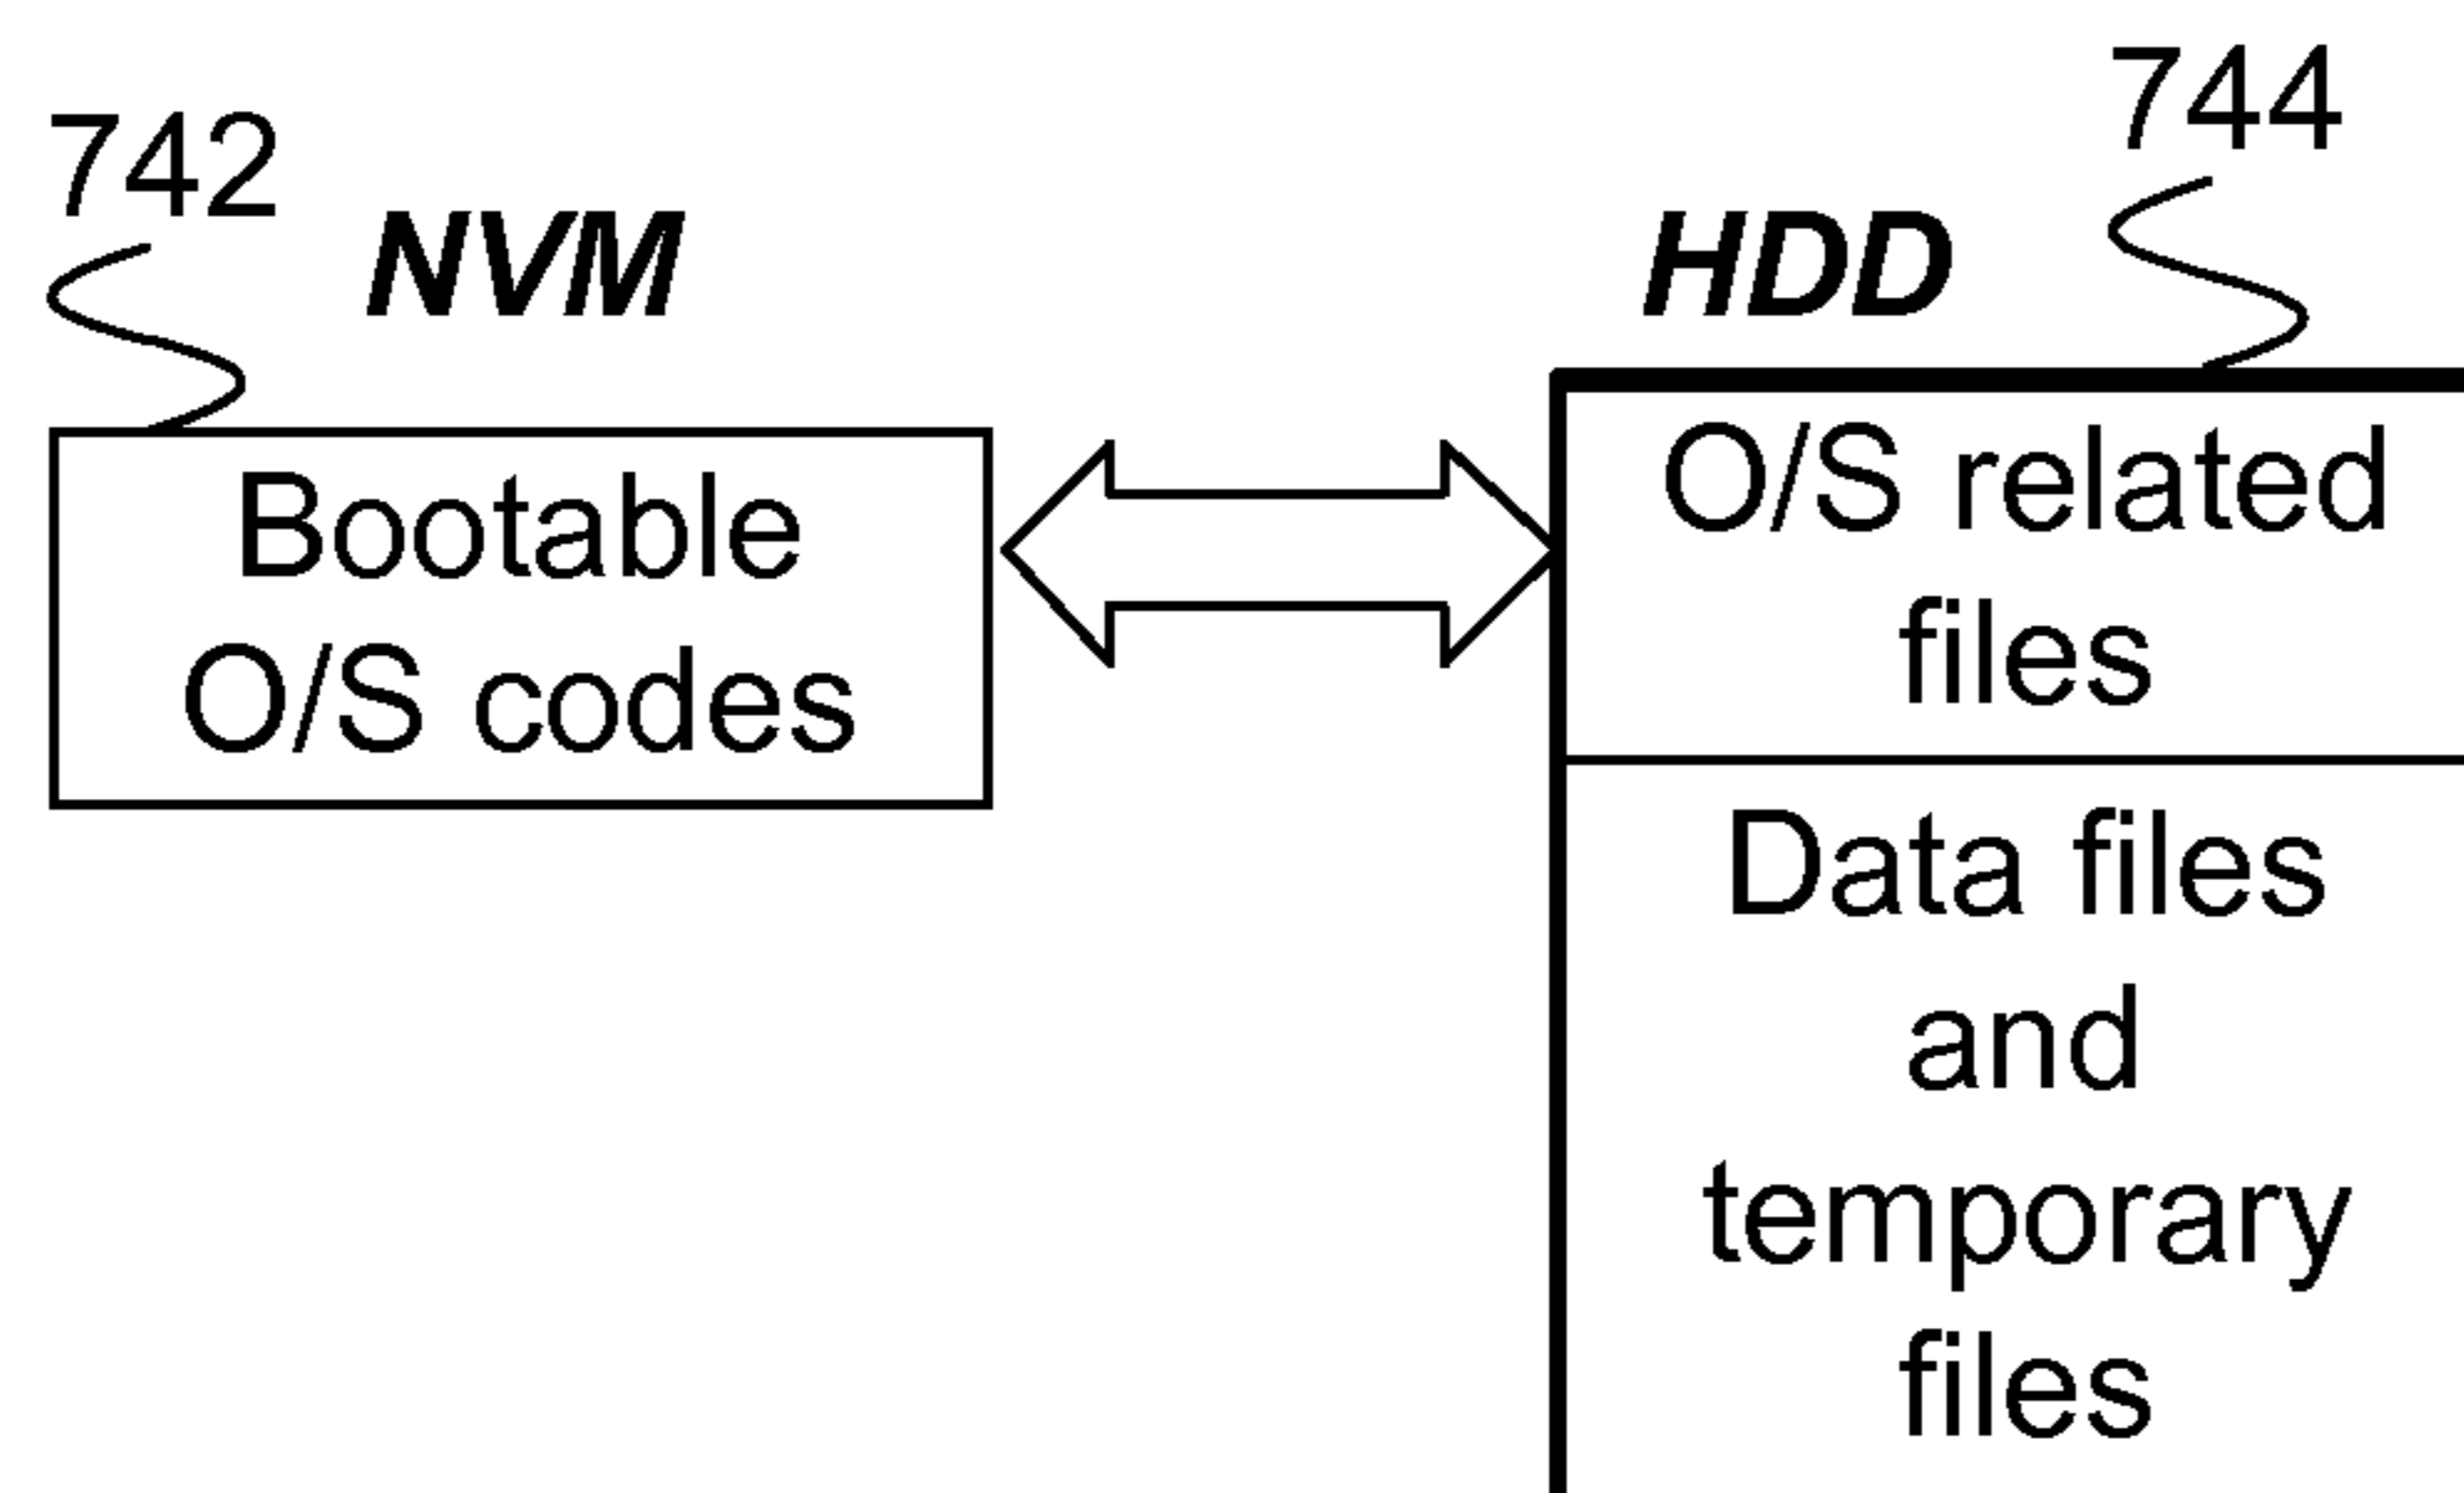 742
NVM
Bootable
O/S codes
744
HDD
O/S related
files
Data files
and
temporary
files